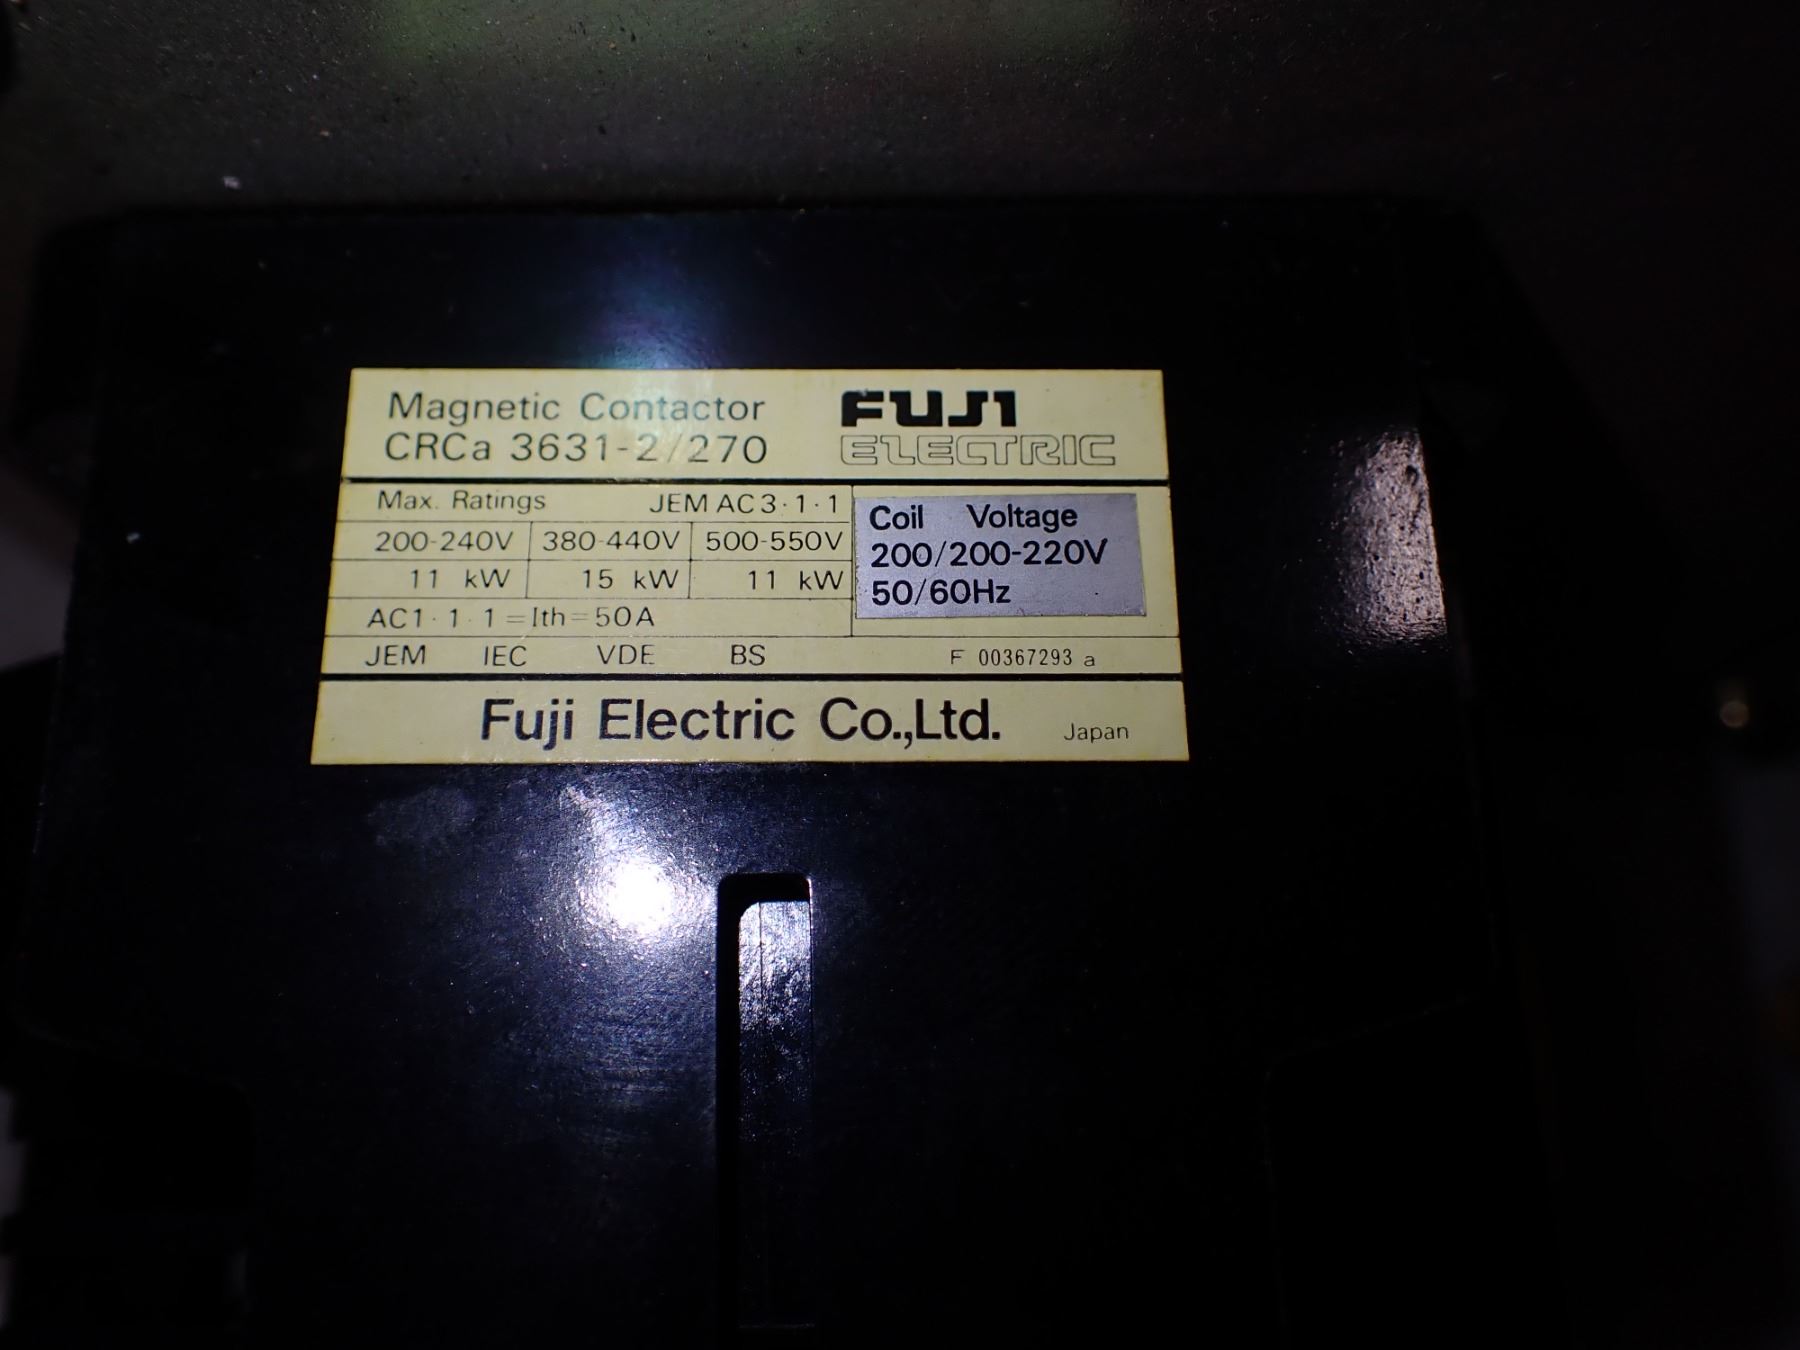 Magnetic Contactor
CRCa 3631-2/270
FUJI
ELECTRIC
Max. Ratings JEM AC3·1·1
200-240V 380-440V 500-550V
11 kW 15 kW 11 kW
AC1·1·1=Ith=50A
Coil Voltage
200/200-220V
50/60Hz
JEM IEC VDE BS F 00367293 a
Fuji Electric Co.,Ltd. Japan